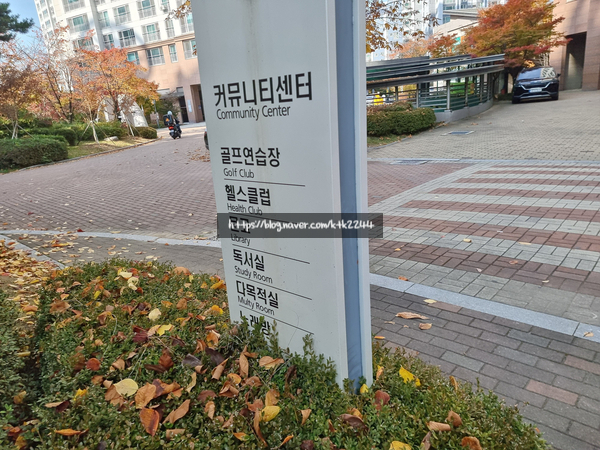 커뮤니티센터
Community Center
골프연습장
Golf Club
헬스클럽
Health Club
https://blog.naver.com/ktk2244
Library
독서실
Study Room
다목적실
Multy Room